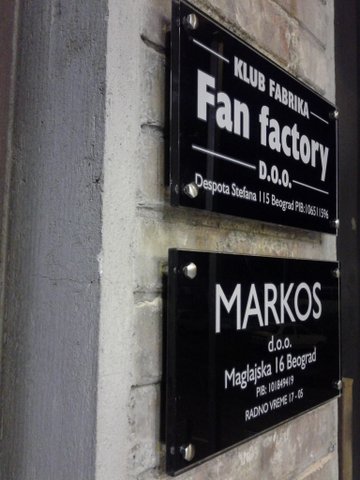 KLUB FABRIKA
Fan factory
D.O.O.
Despota Stefana 115 Beograd PIB:106511596
MARKOS
d.o.o.
Maglajska 16 Beograd
PIB: 101849419
RADNO VREME 17 - 05